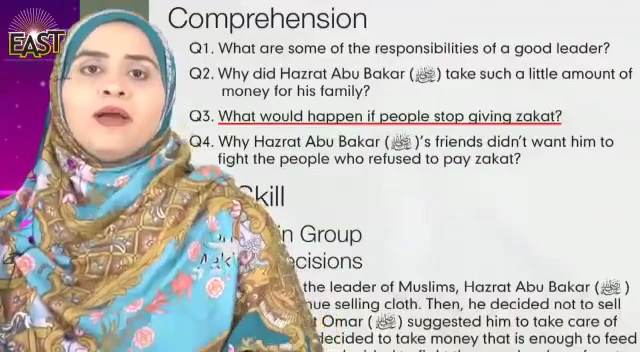 EAST
Comprehension
Q1. What are some of the responsibilities of a good leader?
Q2. Why did Hazrat Abu Bakar (ﷺ) take such a little amount of
money for his family?
Q3. What would happen if people stop giving zakat?
Q4. Why Hazrat Abu Bakar (ﷺ)'s friends didn't want him to
fight the people who refused to pay zakat?
Skill
in Group
the leader of Muslims, Hazrat Abu Bakar (ﷺ)
selling cloth. Then, he decided not to sell
Omar (ﷺ) suggested him to take care of
decided to take money that is enough to feed